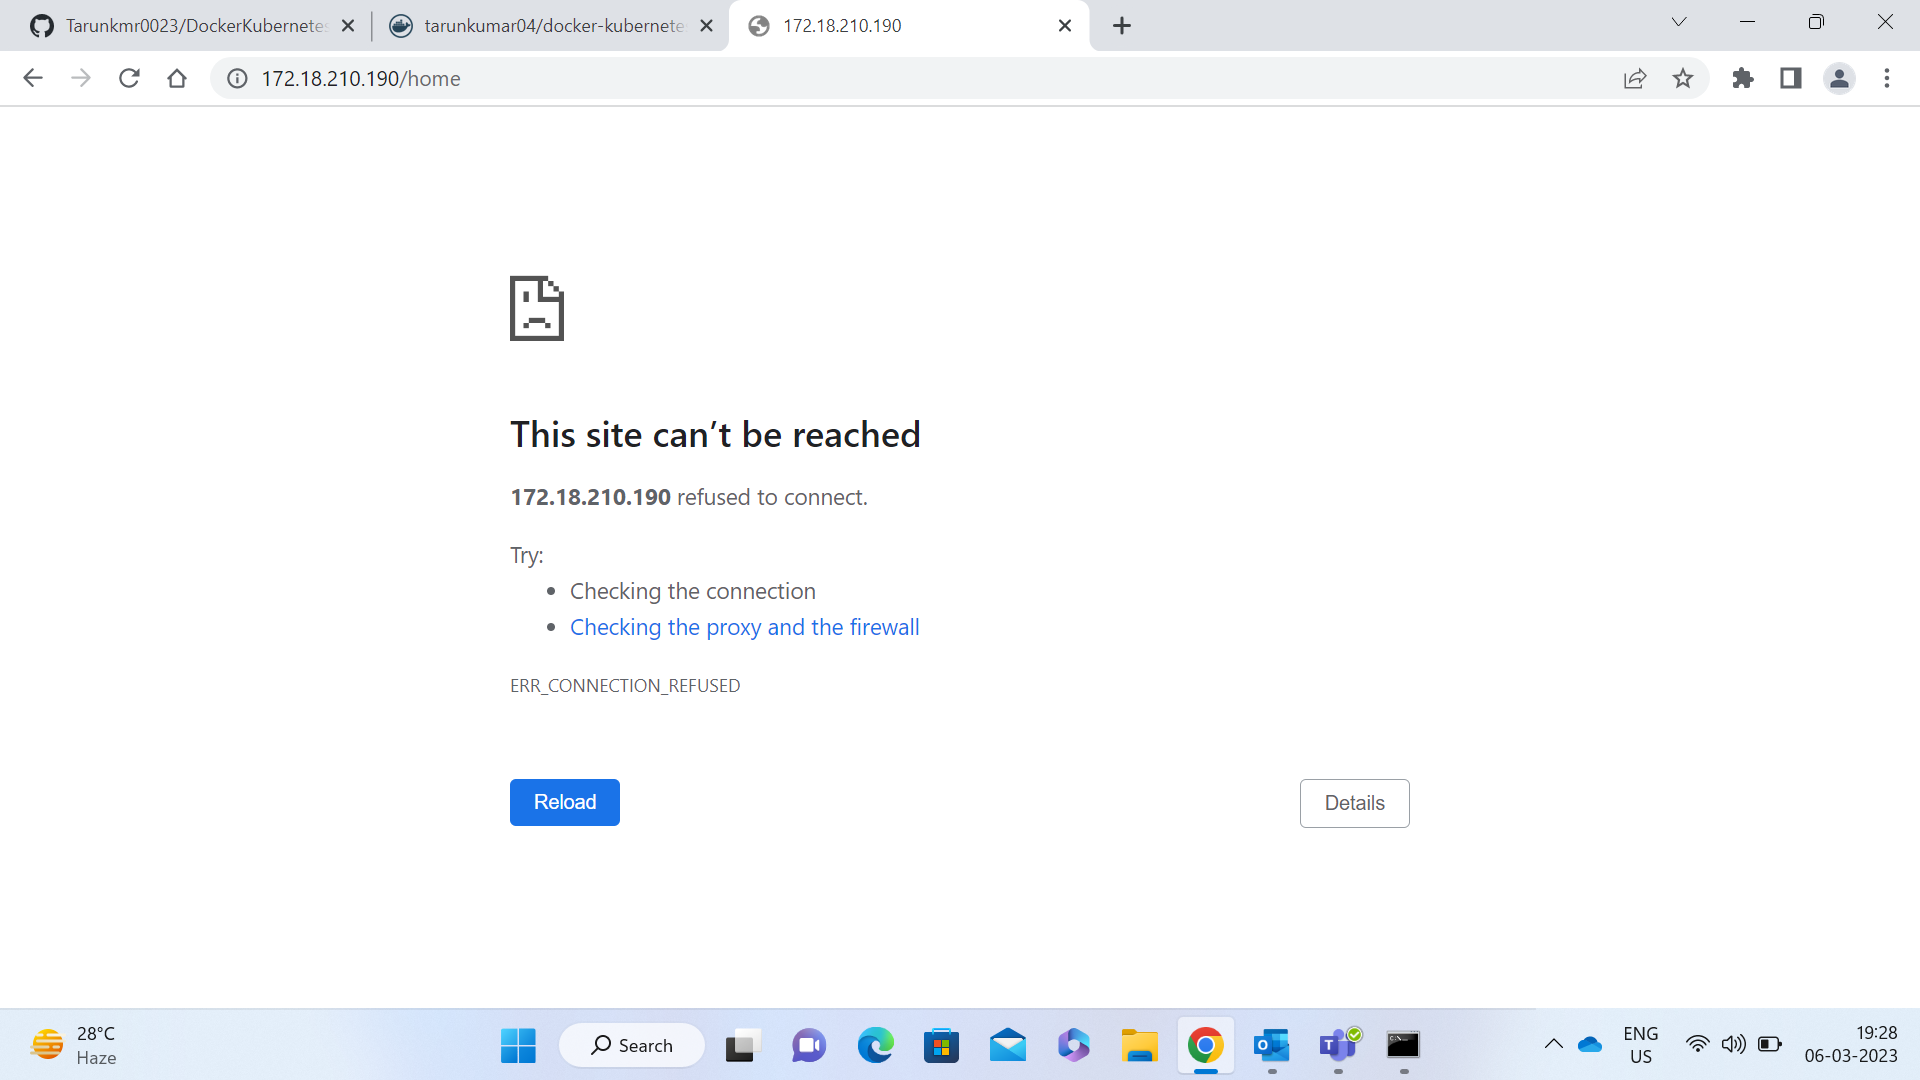 Tarunkmr0023/DockerKubernetes
tarunkumar04/docker-kubernetes
172.18.210.190
172.18.210.190/home
This site can’t be reached
172.18.210.190 refused to connect.
Try:
Checking the connection
Checking the proxy and the firewall
ERR_CONNECTION_REFUSED
Reload
Details
28°C
Haze
Search
ENG
US
19:28
06-03-2023